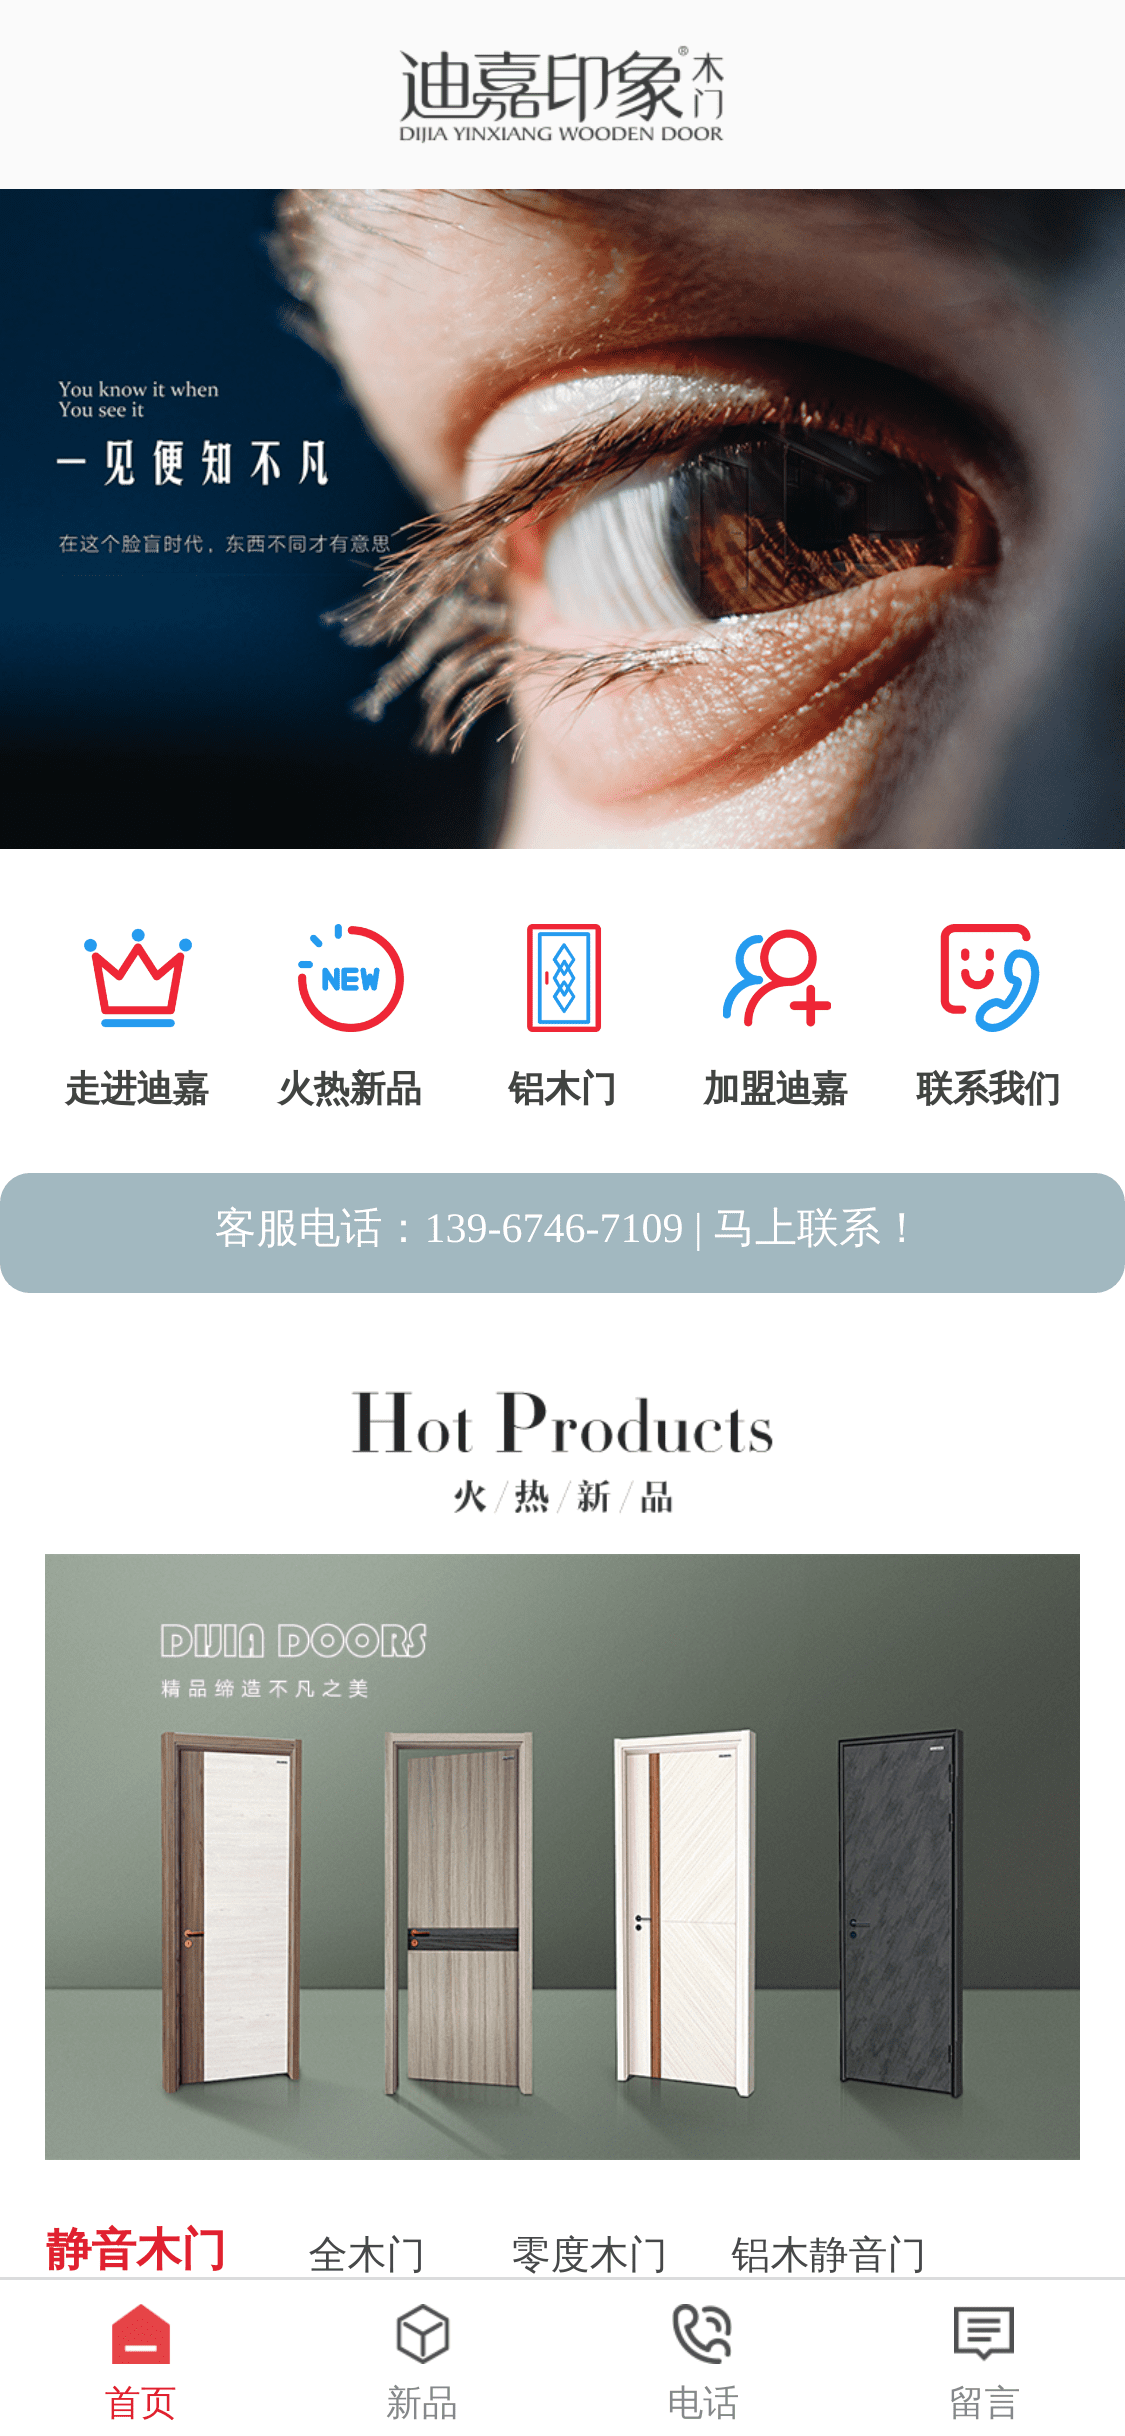 迪嘉印象®木门
DIJIA YINXIANG WOODEN DOOR
You know it when
You see it
一见便知不凡
在这个脸盲时代，东西不同才有意思
NEW
走进迪嘉 火热新品 铝木门 加盟迪嘉 联系我们
客服电话：139-6746-7109 | 马上联系！
Hot Products
火/热/新/品
DIJIA DOORS
精品缔造不凡之美
静音木门 全木门 零度木门 铝木静音门
首页 新品 电话 留言